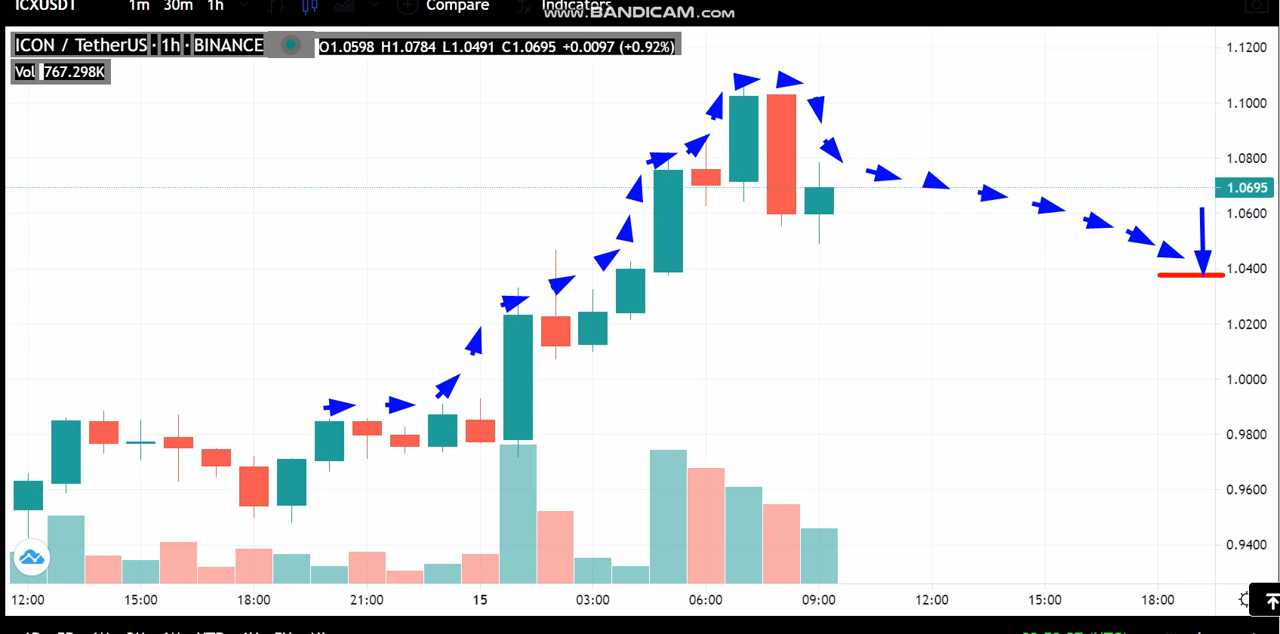 ICXUSDT 1m 30m 1h Compare Indicators
WWW.BANDICAM.COM
ICON / TetherUS · 1h · BINANCE O1.0598 H1.0784 L1.0491 C1.0695 +0.0097 (+0.92%)
Vol 767.298K
1.1200
1.1000
1.0800
1.0695
1.0600
1.0400
1.0200
1.0000
0.9800
0.9600
0.9400
12:00 15:00 18:00 21:00 15 03:00 06:00 09:00 12:00 15:00 18:00